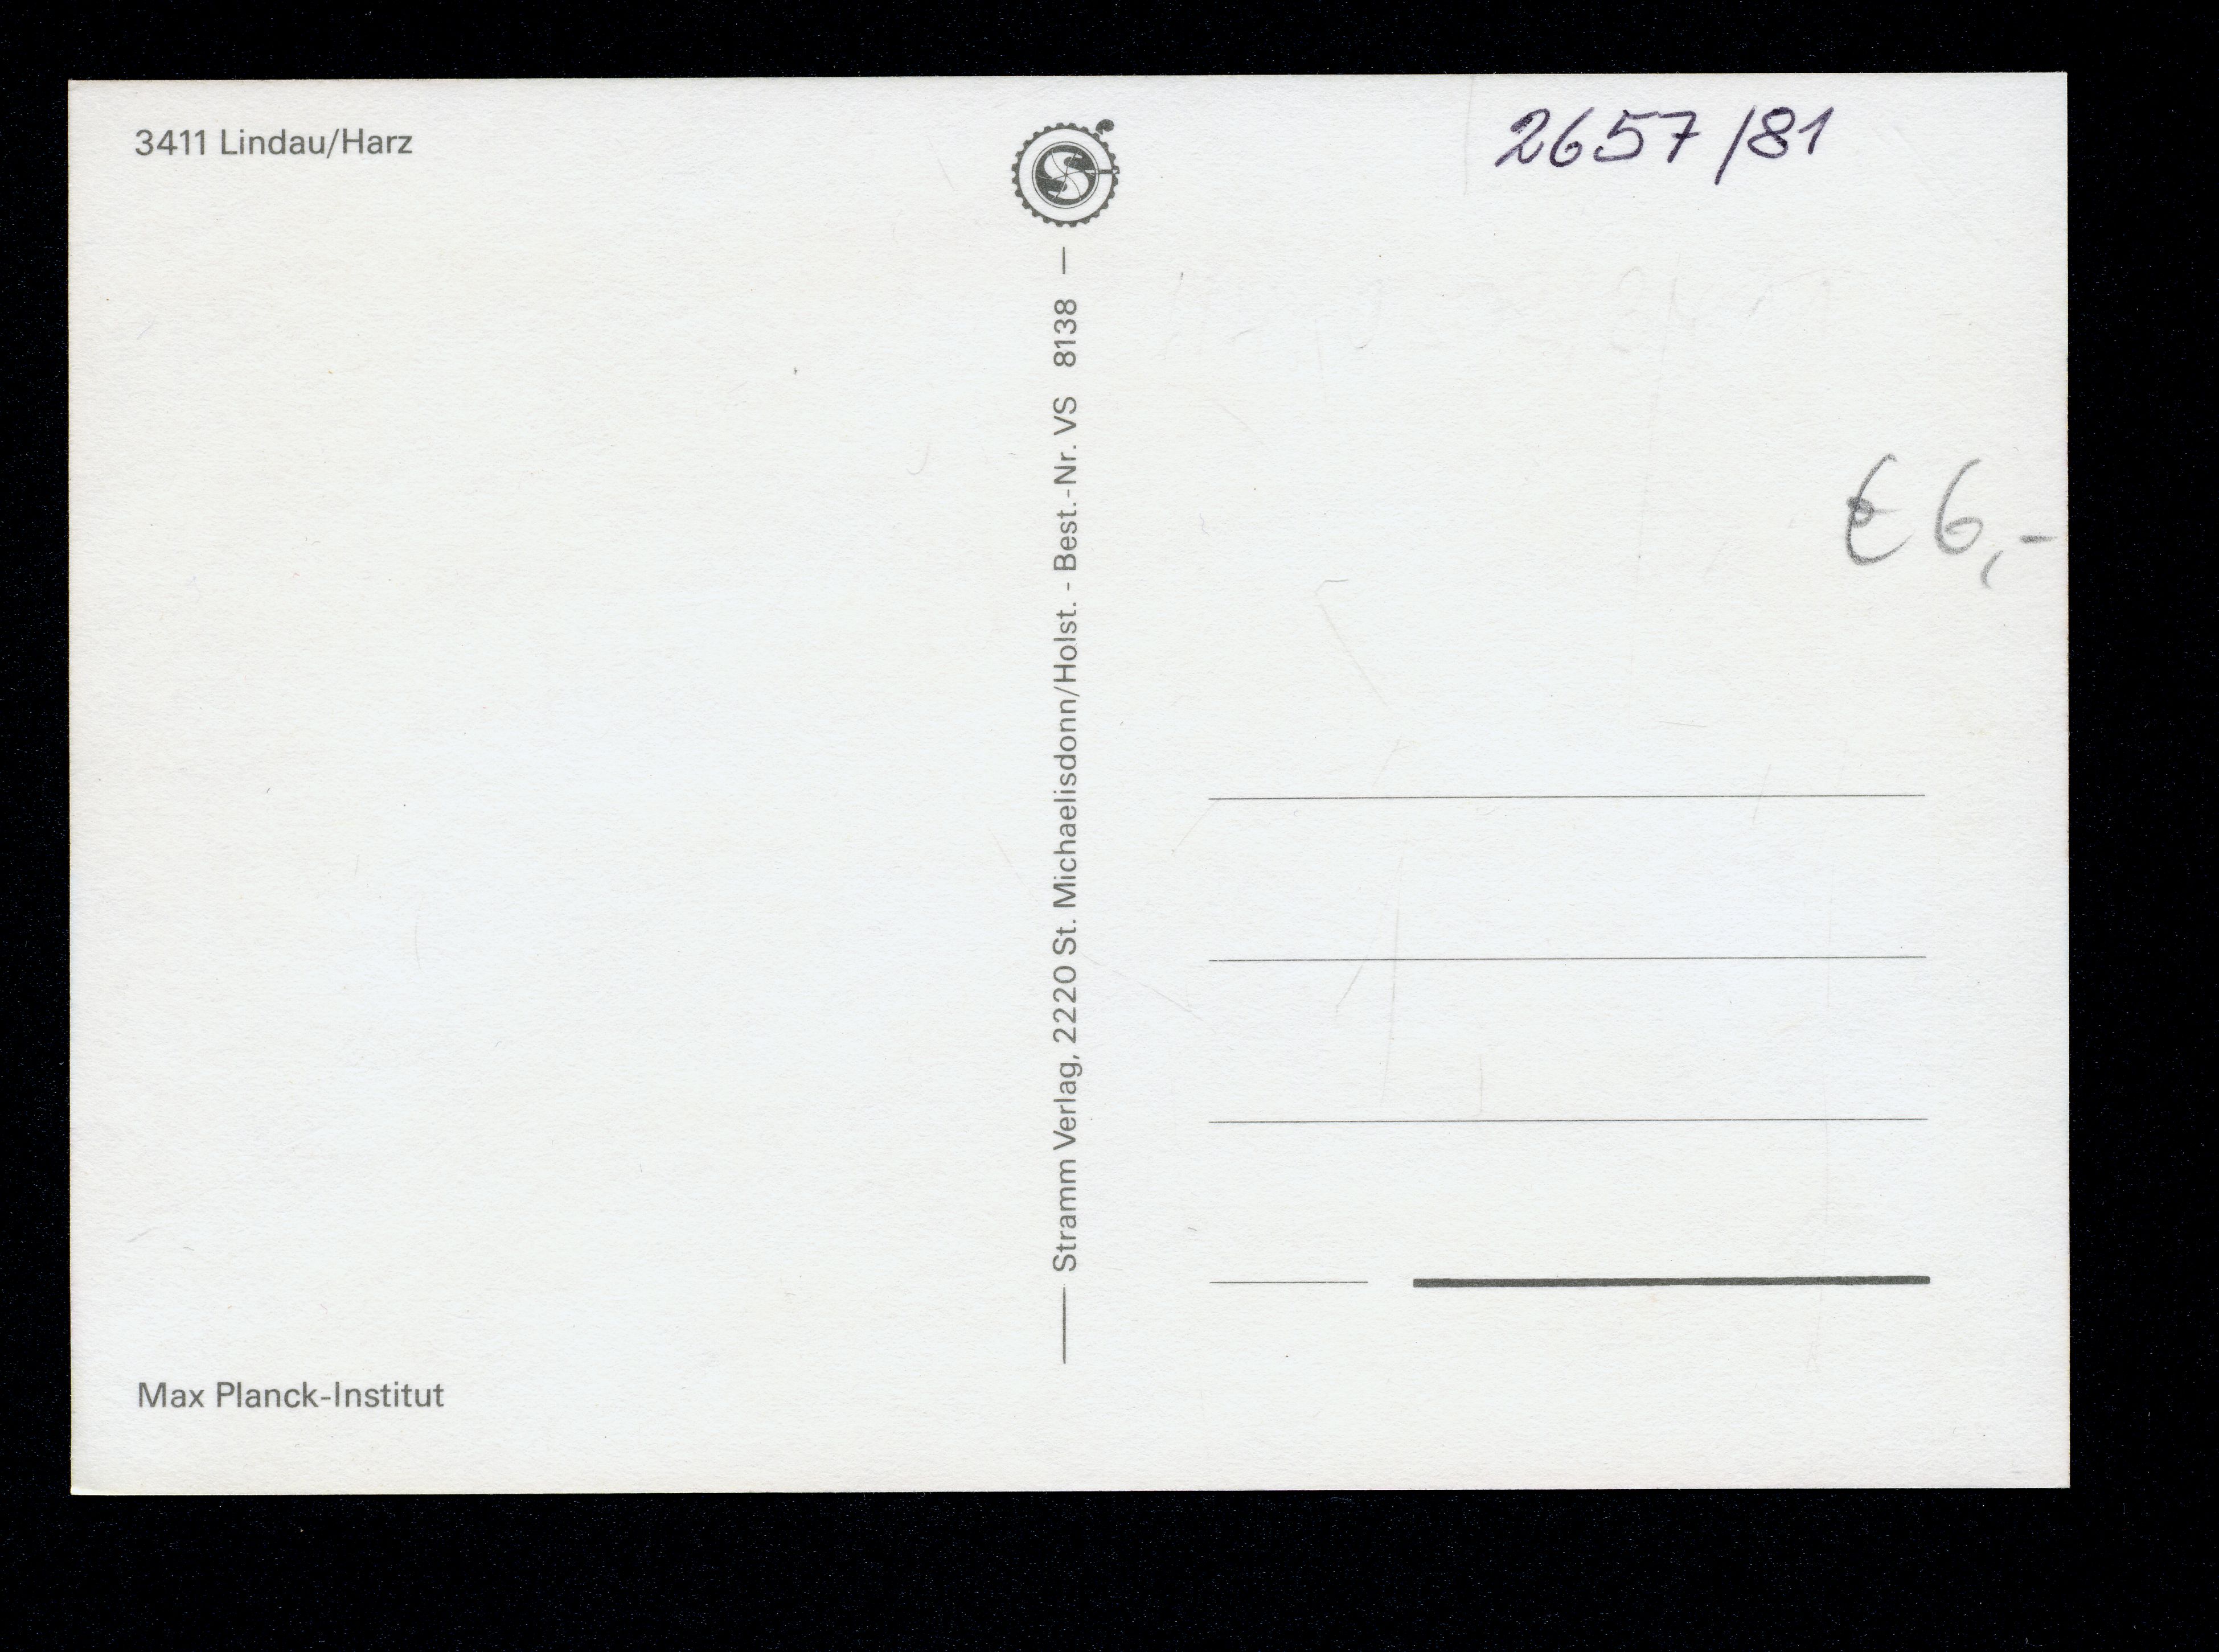 3411 Lindau/Harz
2657/81
€ 6,-
Stramm Verlag, 2220 St. Michaelisdonn/Holst. - Best.-Nr. VS 8138
Max Planck-Institut